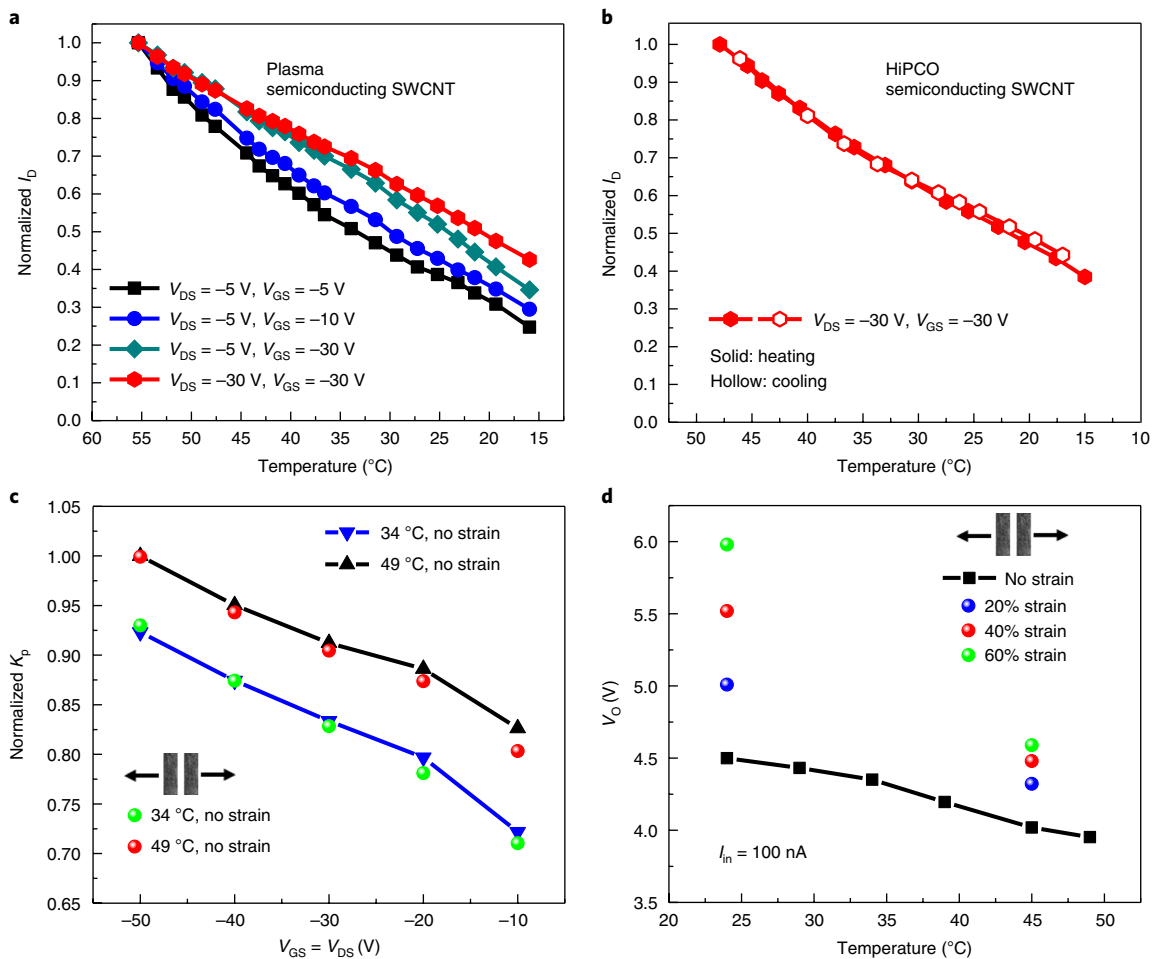 a
1.0
0.9
0.8
0.7
0.6
0.5
0.4
0.3
0.2
0.1
0.0
Normalized I_D
Plasma
semiconducting SWCNT
V_DS = –5 V, V_GS = –5 V
V_DS = –5 V, V_GS = –10 V
V_DS = –5 V, V_GS = –30 V
V_DS = –30 V, V_GS = –30 V
60 55 50 45 40 35 30 25 20 15
Temperature (°C)
b
1.0
0.9
0.8
0.7
0.6
0.5
0.4
0.3
0.2
0.1
0.0
Normalized I_D
HiPCO
semiconducting SWCNT
V_DS = –30 V, V_GS = –30 V
Solid: heating
Hollow: cooling
50 45 40 35 30 25 20 15 10
Temperature (°C)
c
1.05
1.00
0.95
0.90
0.85
0.80
0.75
0.70
0.65
Normalized K_p
34 °C, no strain
49 °C, no strain
34 °C, no strain
49 °C, no strain
–50 –40 –30 –20 –10
V_GS = V_DS (V)
d
6.0
5.5
5.0
4.5
4.0
3.5
V_O (V)
No strain
20% strain
40% strain
60% strain
I_in = 100 nA
20 25 30 35 40 45 50
Temperature (°C)